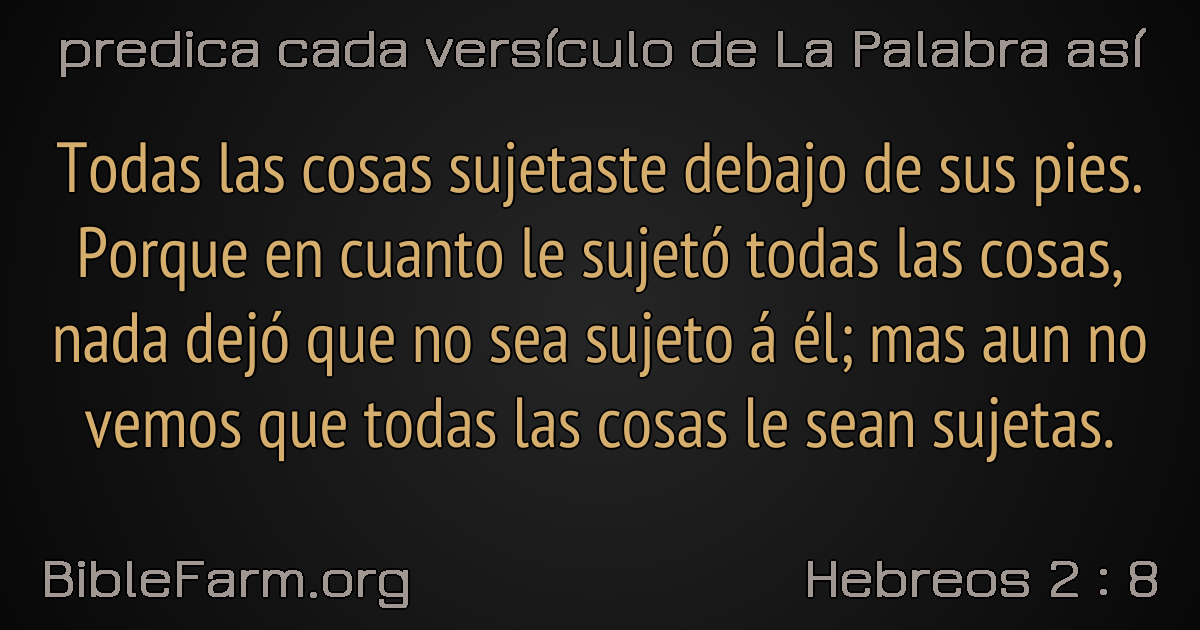 predica cada versículo de La Palabra así
Todas las cosas sujetaste debajo de sus pies.
Porque en cuanto le sujetó todas las cosas,
nada dejó que no sea sujeto á él; mas aun no
vemos que todas las cosas le sean sujetas.
BibleFarm.org
Hebreos 2 : 8